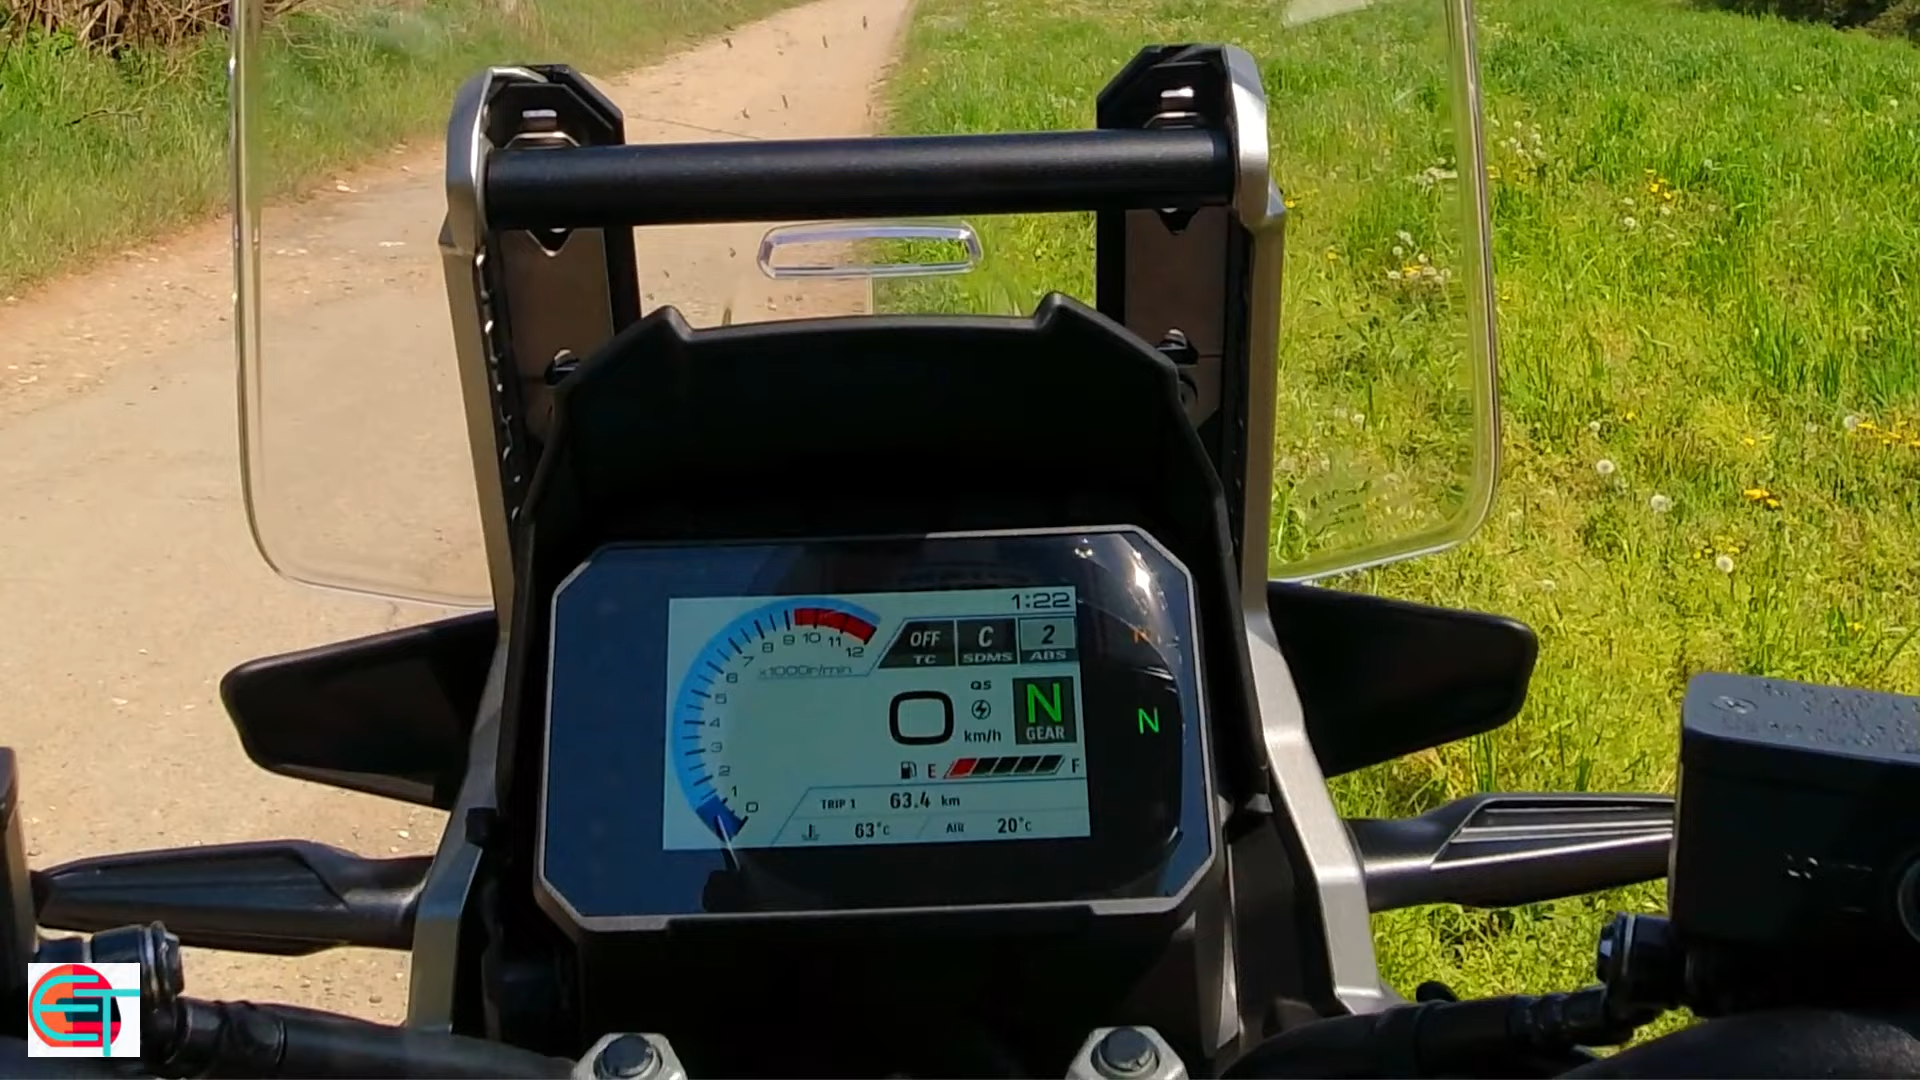 1:22
OFF C 2
TC SDMS ABS
0 1 2 3 4 5 6 7 8 9 10 11 12
x1000r/min
QS
0 km/h
N
GEAR
N
E F
TRIP 1 63.4 km
63°C AIR 20°C
ET